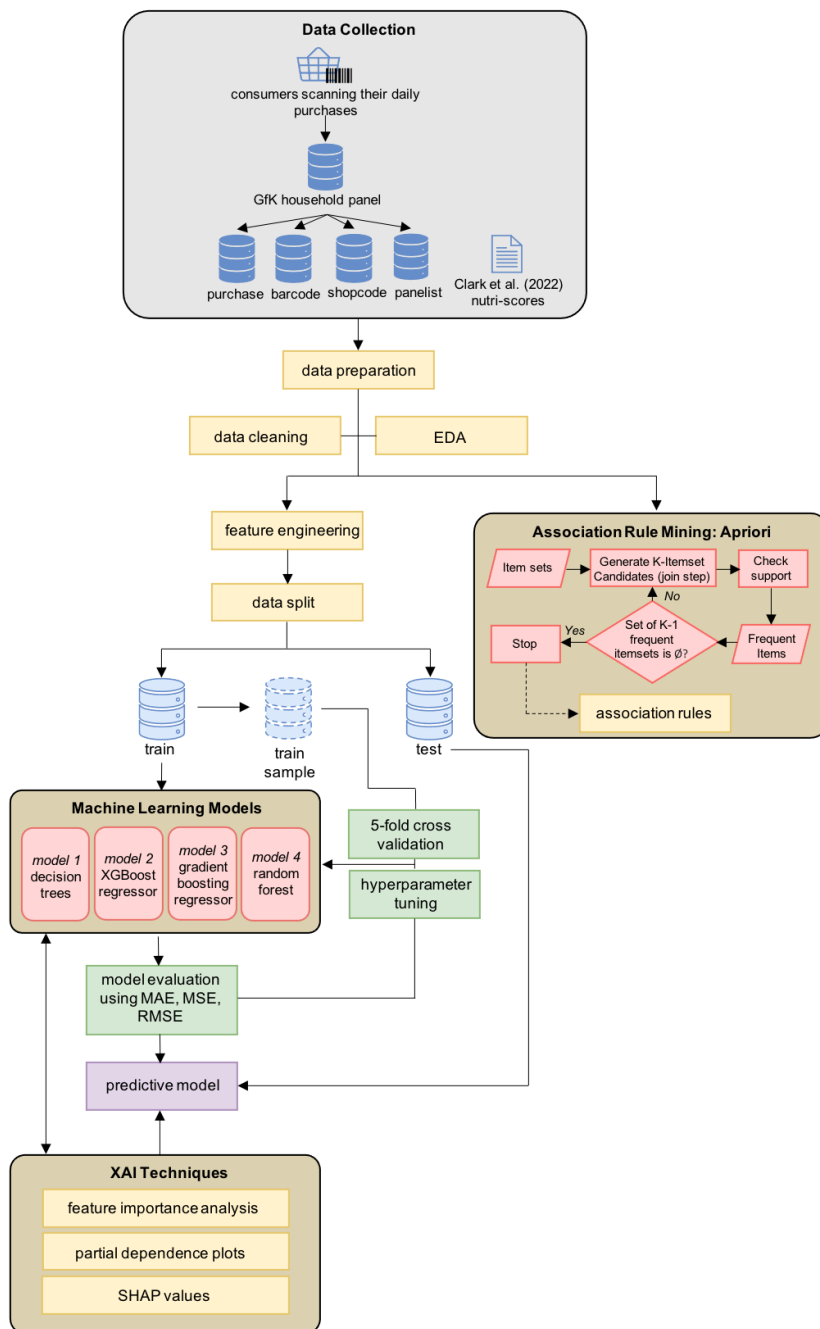 Data Collection
consumers scanning their daily
purchases
GfK household panel
purchase
barcode
shopcode
panelist
Clark et al. (2022)
nutri-scores
data preparation
data cleaning
EDA
feature engineering
data split
train
train
sample
test
Association Rule Mining: Apriori
Item sets
Generate K-Itemset
Candidates (join step)
Check
support
No
Set of K-1
frequent
itemsets is Ø?
Frequent
Items
Yes
Stop
association rules
Machine Learning Models
model 1
decision
trees
model 2
XGBoost
regressor
model 3
gradient
boosting
regressor
model 4
random
forest
5-fold cross
validation
hyperparameter
tuning
model evaluation
using MAE, MSE,
RMSE
predictive model
XAI Techniques
feature importance analysis
partial dependence plots
SHAP values